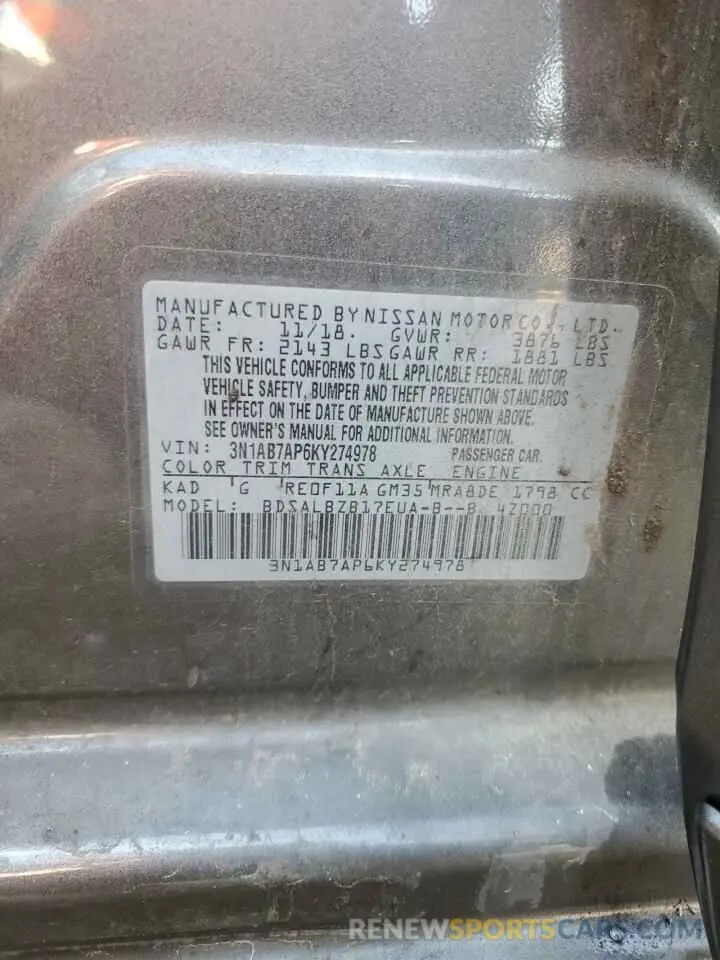 MANUFACTURED BY NISSAN MOTOR CO., LTD.
DATE: 11/18. GVWR: 3876 LBS
GAWR FR: 2143 LBS GAWR RR: 1881 LBS
THIS VEHICLE CONFORMS TO ALL APPLICABLE FEDERAL MOTOR
VEHICLE SAFETY, BUMPER AND THEFT PREVENTION STANDARDS
IN EFFECT ON THE DATE OF MANUFACTURE SHOWN ABOVE.
SEE OWNER'S MANUAL FOR ADDITIONAL INFORMATION.
VIN: 3N1AB7AP6KY274978 PASSENGER CAR
COLOR TRIM TRANS AXLE ENGINE
KAD G RE0F11A GM35 MRA8DE 1798 CC
MODEL: BDSALBZB17EUA-B--B 4Z000
3N1AB7AP6KY274978
RENEWSPORTSCARS.COM